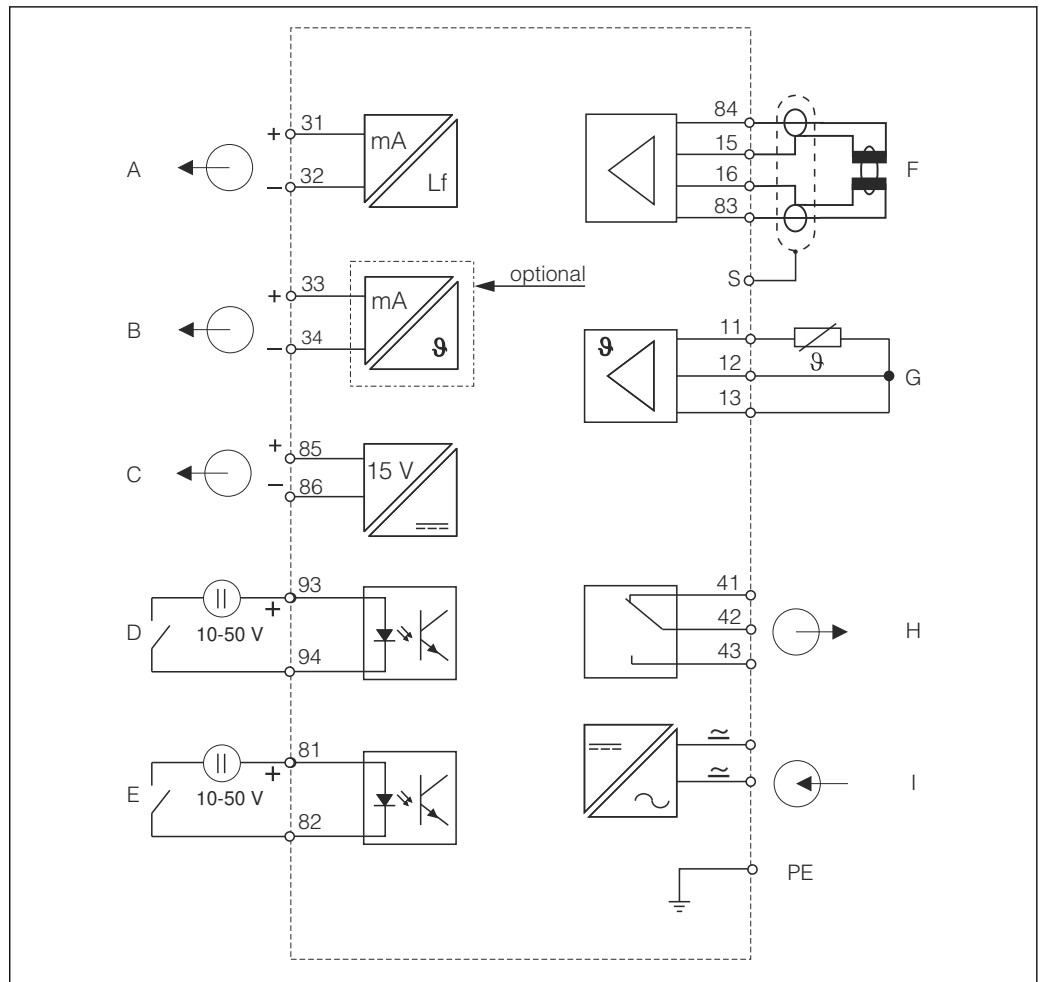 A
+
31
mA
−
32
Lf
B
+
33
mA
−
34
ϑ
optional
C
+
85
15 V
−
86
D
93
+
10-50 V
94
E
81
+
10-50 V
82
84
15
16
83
F
S
ϑ
11
ϑ
12
G
13
41
42
H
43
I
PE